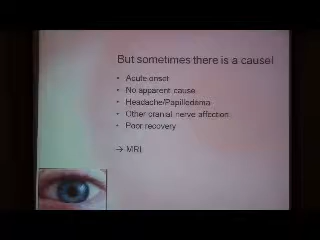 But sometimes there is a cause!
• Acute onset
• No apparent cause
• Headache/Papilledema
• Other cranial nerve affection
• Poor recovery
→ MRI